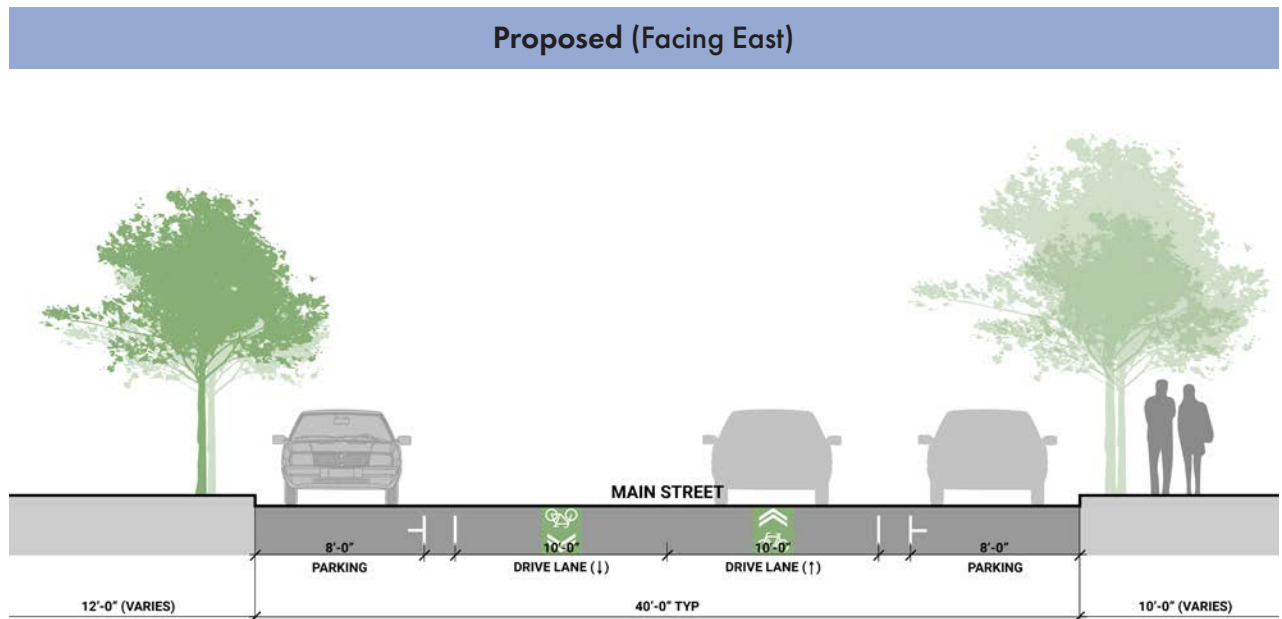 Proposed (Facing East)
MAIN STREET
8'-0" 10'-0" 10'-0" 8'-0"
PARKING DRIVE LANE (↓) DRIVE LANE (↑) PARKING
12'-0" (VARIES) 40'-0" TYP 10'-0" (VARIES)